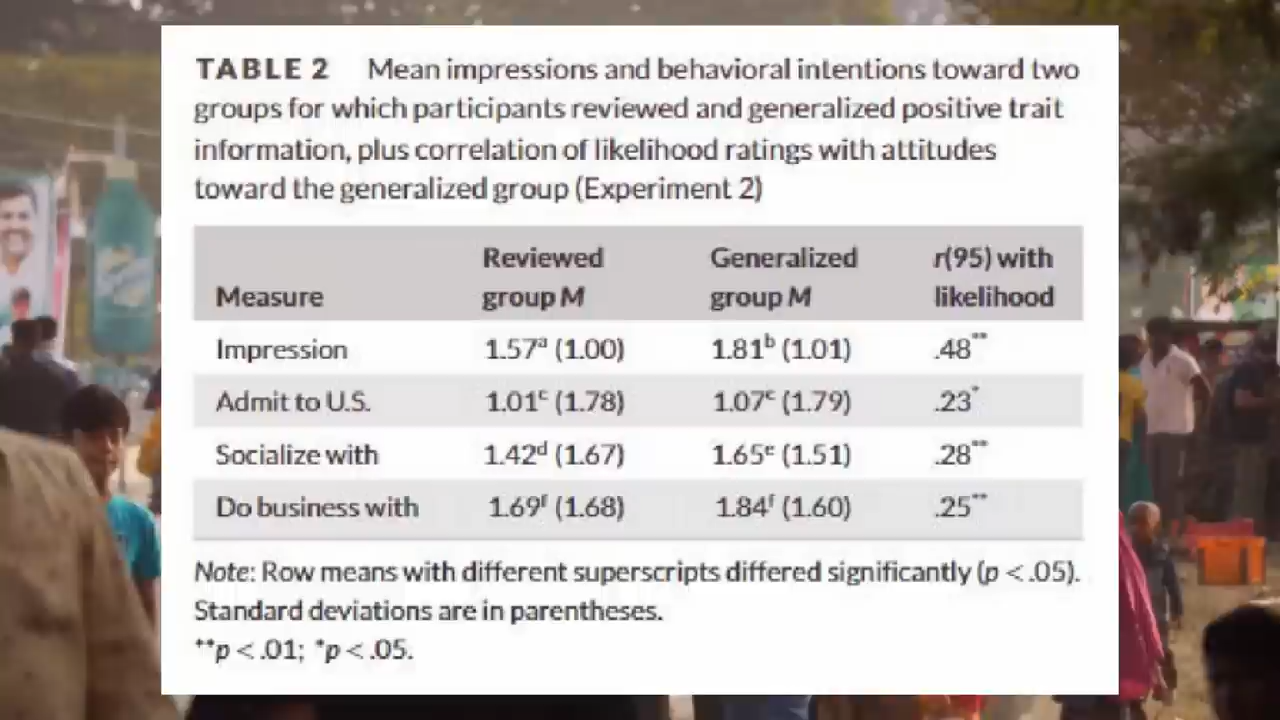 TABLE 2 Mean impressions and behavioral intentions toward two
groups for which participants reviewed and generalized positive trait
information, plus correlation of likelihood ratings with attitudes
toward the generalized group (Experiment 2)
Measure Reviewed group M Generalized group M r(95) with likelihood
Impression 1.57ᵃ (1.00) 1.81ᵇ (1.01) .48**
Admit to U.S. 1.01ᶜ (1.78) 1.07ᶜ (1.79) .23*
Socialize with 1.42ᵈ (1.67) 1.65ᵉ (1.51) .28**
Do business with 1.69ᶠ (1.68) 1.84ᶠ (1.60) .25**
Note: Row means with different superscripts differed significantly (p < .05).
Standard deviations are in parentheses.
**p < .01; *p < .05.